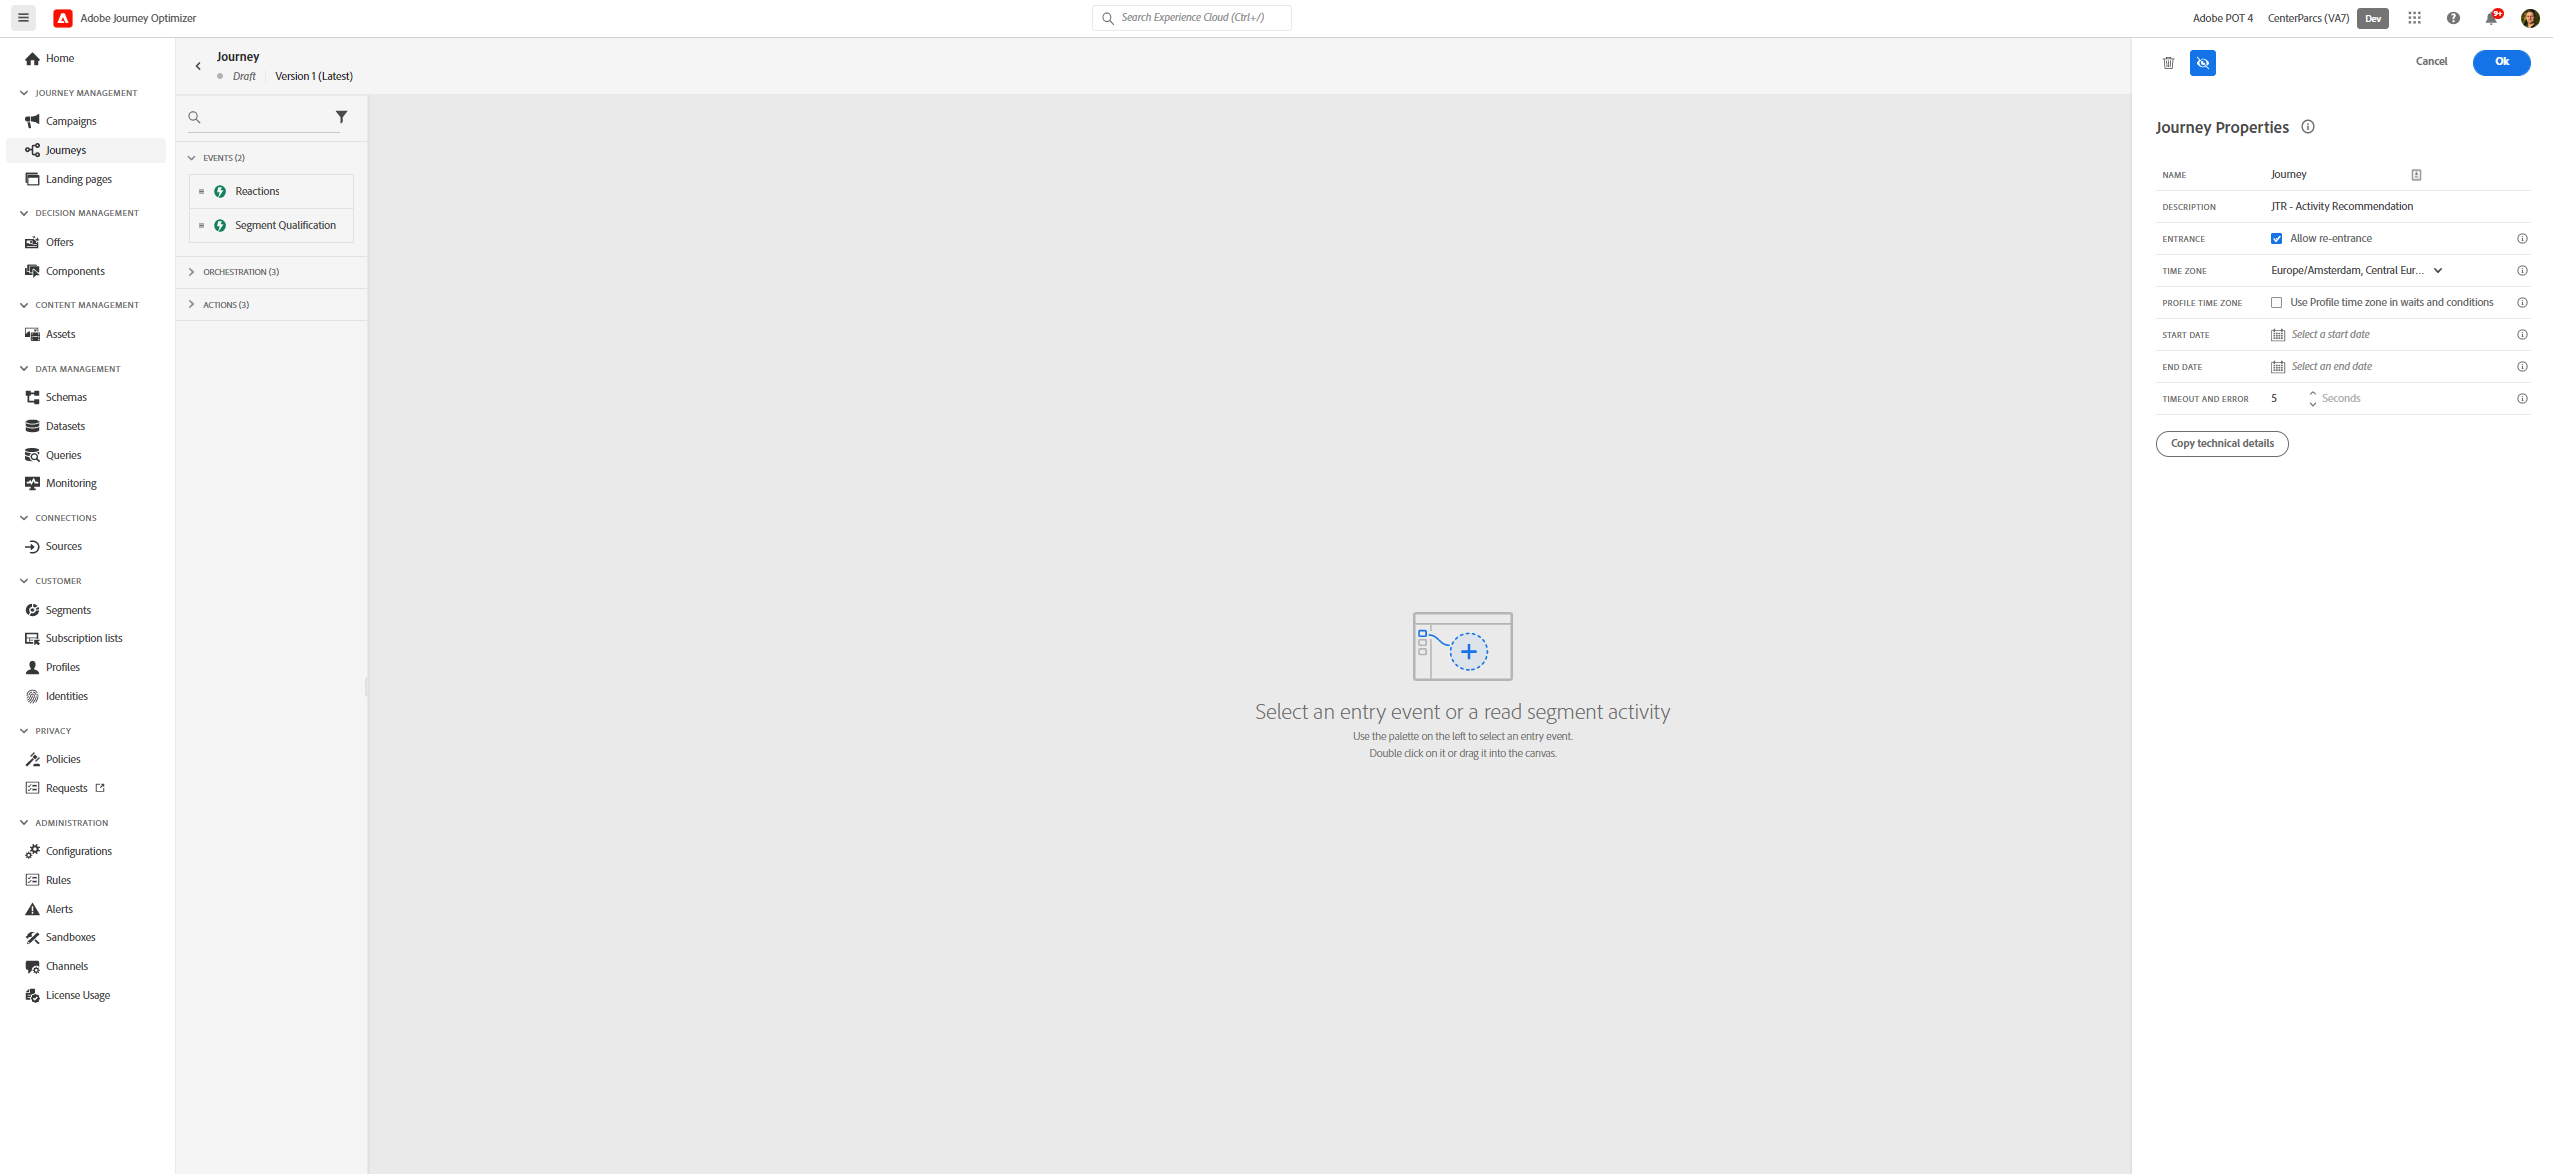 Adobe Journey Optimizer
Search Experience Cloud (Ctrl+/)
Adobe POT 4
CenterParcs (VA7)
Dev
9+
Home
JOURNEY MANAGEMENT
Campaigns
Journeys
Landing pages
DECISION MANAGEMENT
Offers
Components
CONTENT MANAGEMENT
Assets
DATA MANAGEMENT
Schemas
Datasets
Queries
Monitoring
CONNECTIONS
Sources
CUSTOMER
Segments
Subscription lists
Profiles
Identities
PRIVACY
Policies
Requests
ADMINISTRATION
Configurations
Rules
Alerts
Sandboxes
Channels
License Usage
Journey
Draft
Version 1 (Latest)
EVENTS (2)
Reactions
Segment Qualification
ORCHESTRATION (3)
ACTIONS (3)
Select an entry event or a read segment activity
Use the palette on the left to select an entry event.
Double click on it or drag it into the canvas.
Cancel
Ok
Journey Properties
NAME Journey
DESCRIPTION JTR - Activity Recommendation
ENTRANCE Allow re-entrance
TIME ZONE Europe/Amsterdam, Central Eur...
PROFILE TIME ZONE Use Profile time zone in waits and conditions
START DATE Select a start date
END DATE Select an end date
TIMEOUT AND ERROR 5 Seconds
Copy technical details